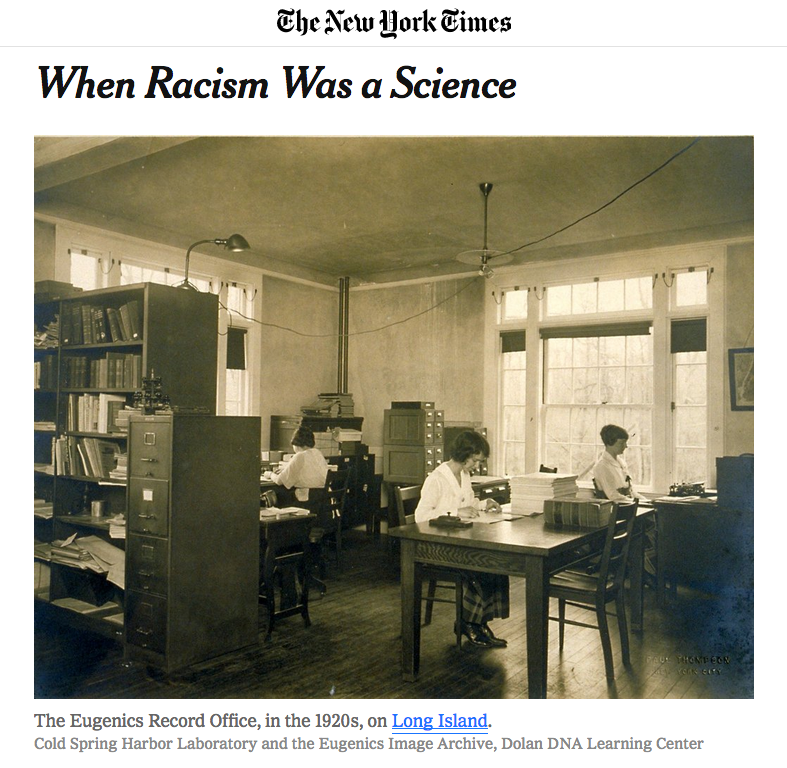 The New York Times
When Racism Was a Science
The Eugenics Record Office, in the 1920s, on Long Island.
Cold Spring Harbor Laboratory and the Eugenics Image Archive, Dolan DNA Learning Center